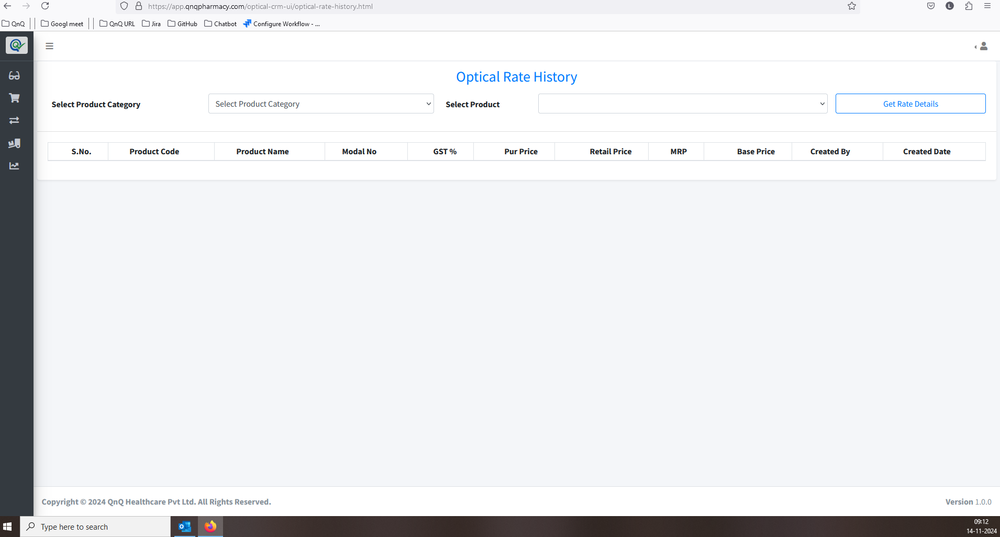 https://app.qnqpharmacy.com/optical-crm-ui/optical-rate-history.html
L
QnQ Googl meet QnQ URL Jira GitHub Chatbot Configure Workflow - ...
Optical Rate History
Select Product Category Select Product Category Select Product Get Rate Details
S.No. Product Code Product Name Modal No GST % Pur Price Retail Price MRP Base Price Created By Created Date
Copyright © 2024 QnQ Healthcare Pvt Ltd. All Rights Reserved. Version 1.0.0
Type here to search
09:12
14-11-2024